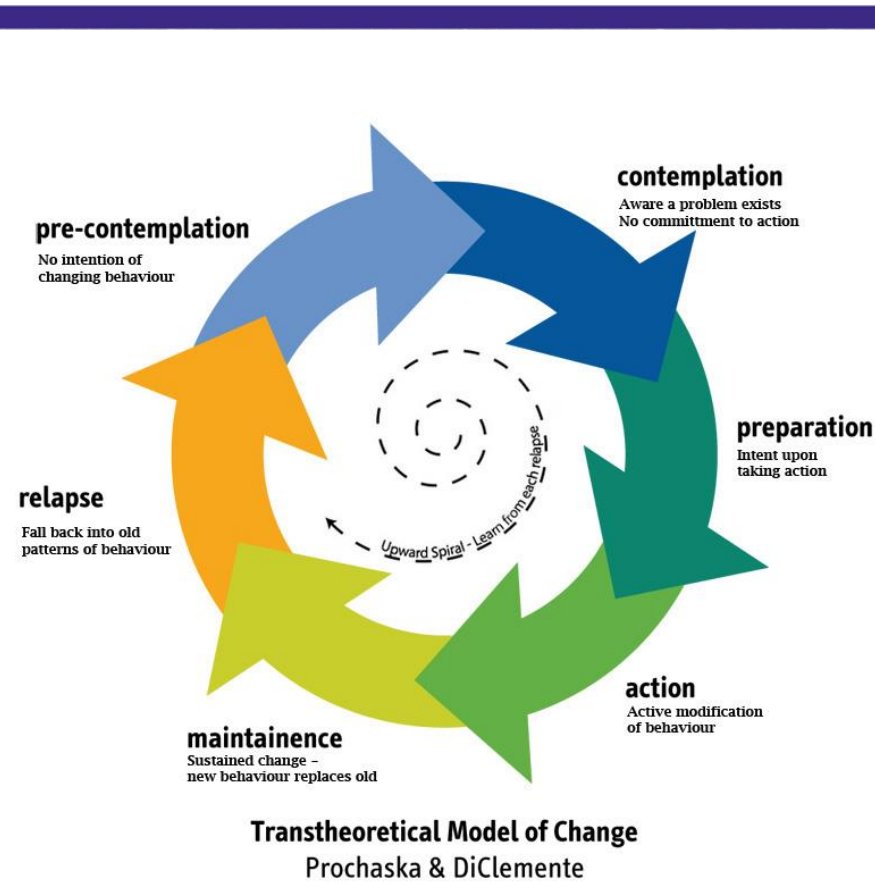 pre-contemplation
No intention of
changing behaviour
contemplation
Aware a problem exists
No committment to action
preparation
Intent upon
taking action
action
Active modification
of behaviour
maintainence
Sustained change –
new behaviour replaces old
relapse
Fall back into old
patterns of behaviour
Upward Spiral - Learn from each relapse
Transtheoretical Model of Change
Prochaska & DiClemente